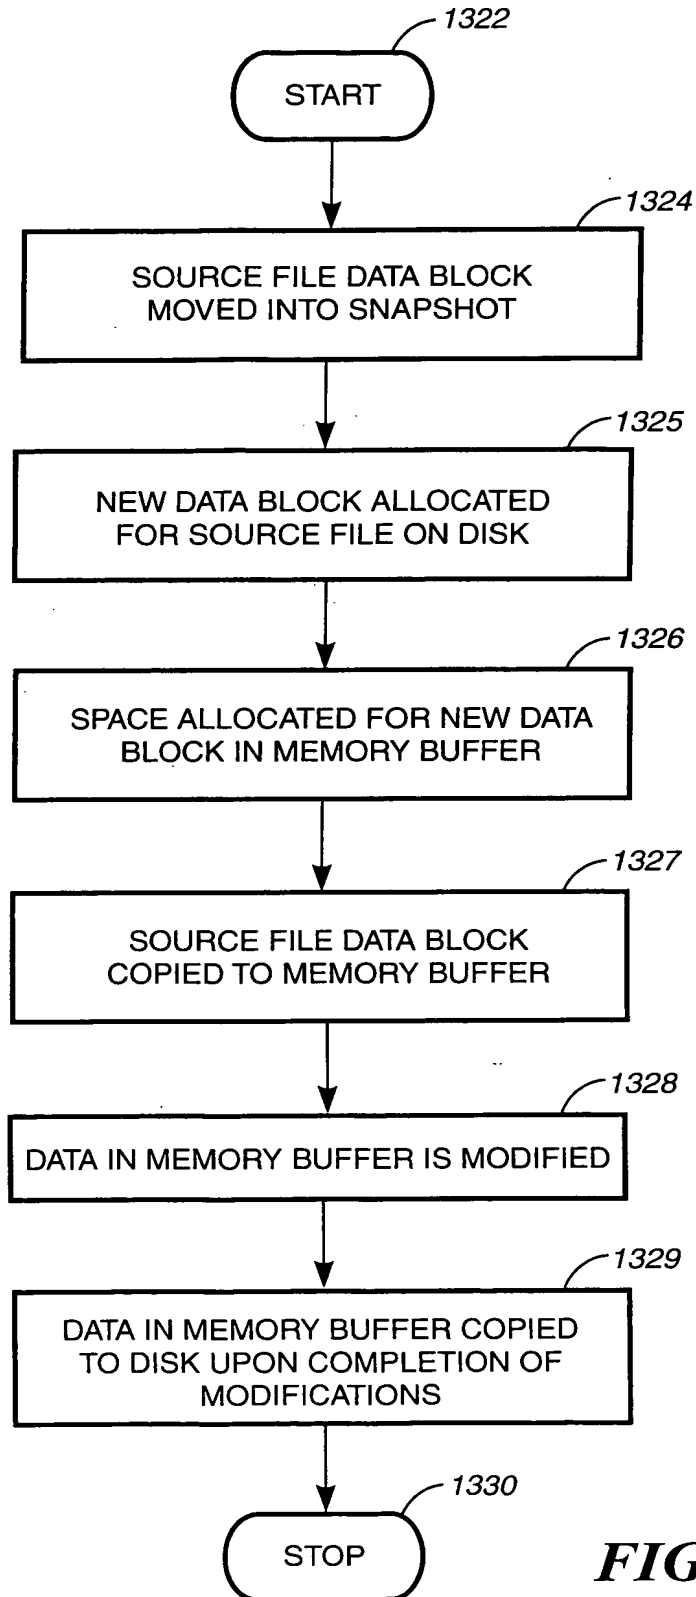 1322
START
1324
SOURCE FILE DATA BLOCK
MOVED INTO SNAPSHOT
1325
NEW DATA BLOCK ALLOCATED
FOR SOURCE FILE ON DISK
1326
SPACE ALLOCATED FOR NEW DATA
BLOCK IN MEMORY BUFFER
1327
SOURCE FILE DATA BLOCK
COPIED TO MEMORY BUFFER
1328
DATA IN MEMORY BUFFER IS MODIFIED
1329
DATA IN MEMORY BUFFER COPIED
TO DISK UPON COMPLETION OF
MODIFICATIONS
1330
STOP
FIG